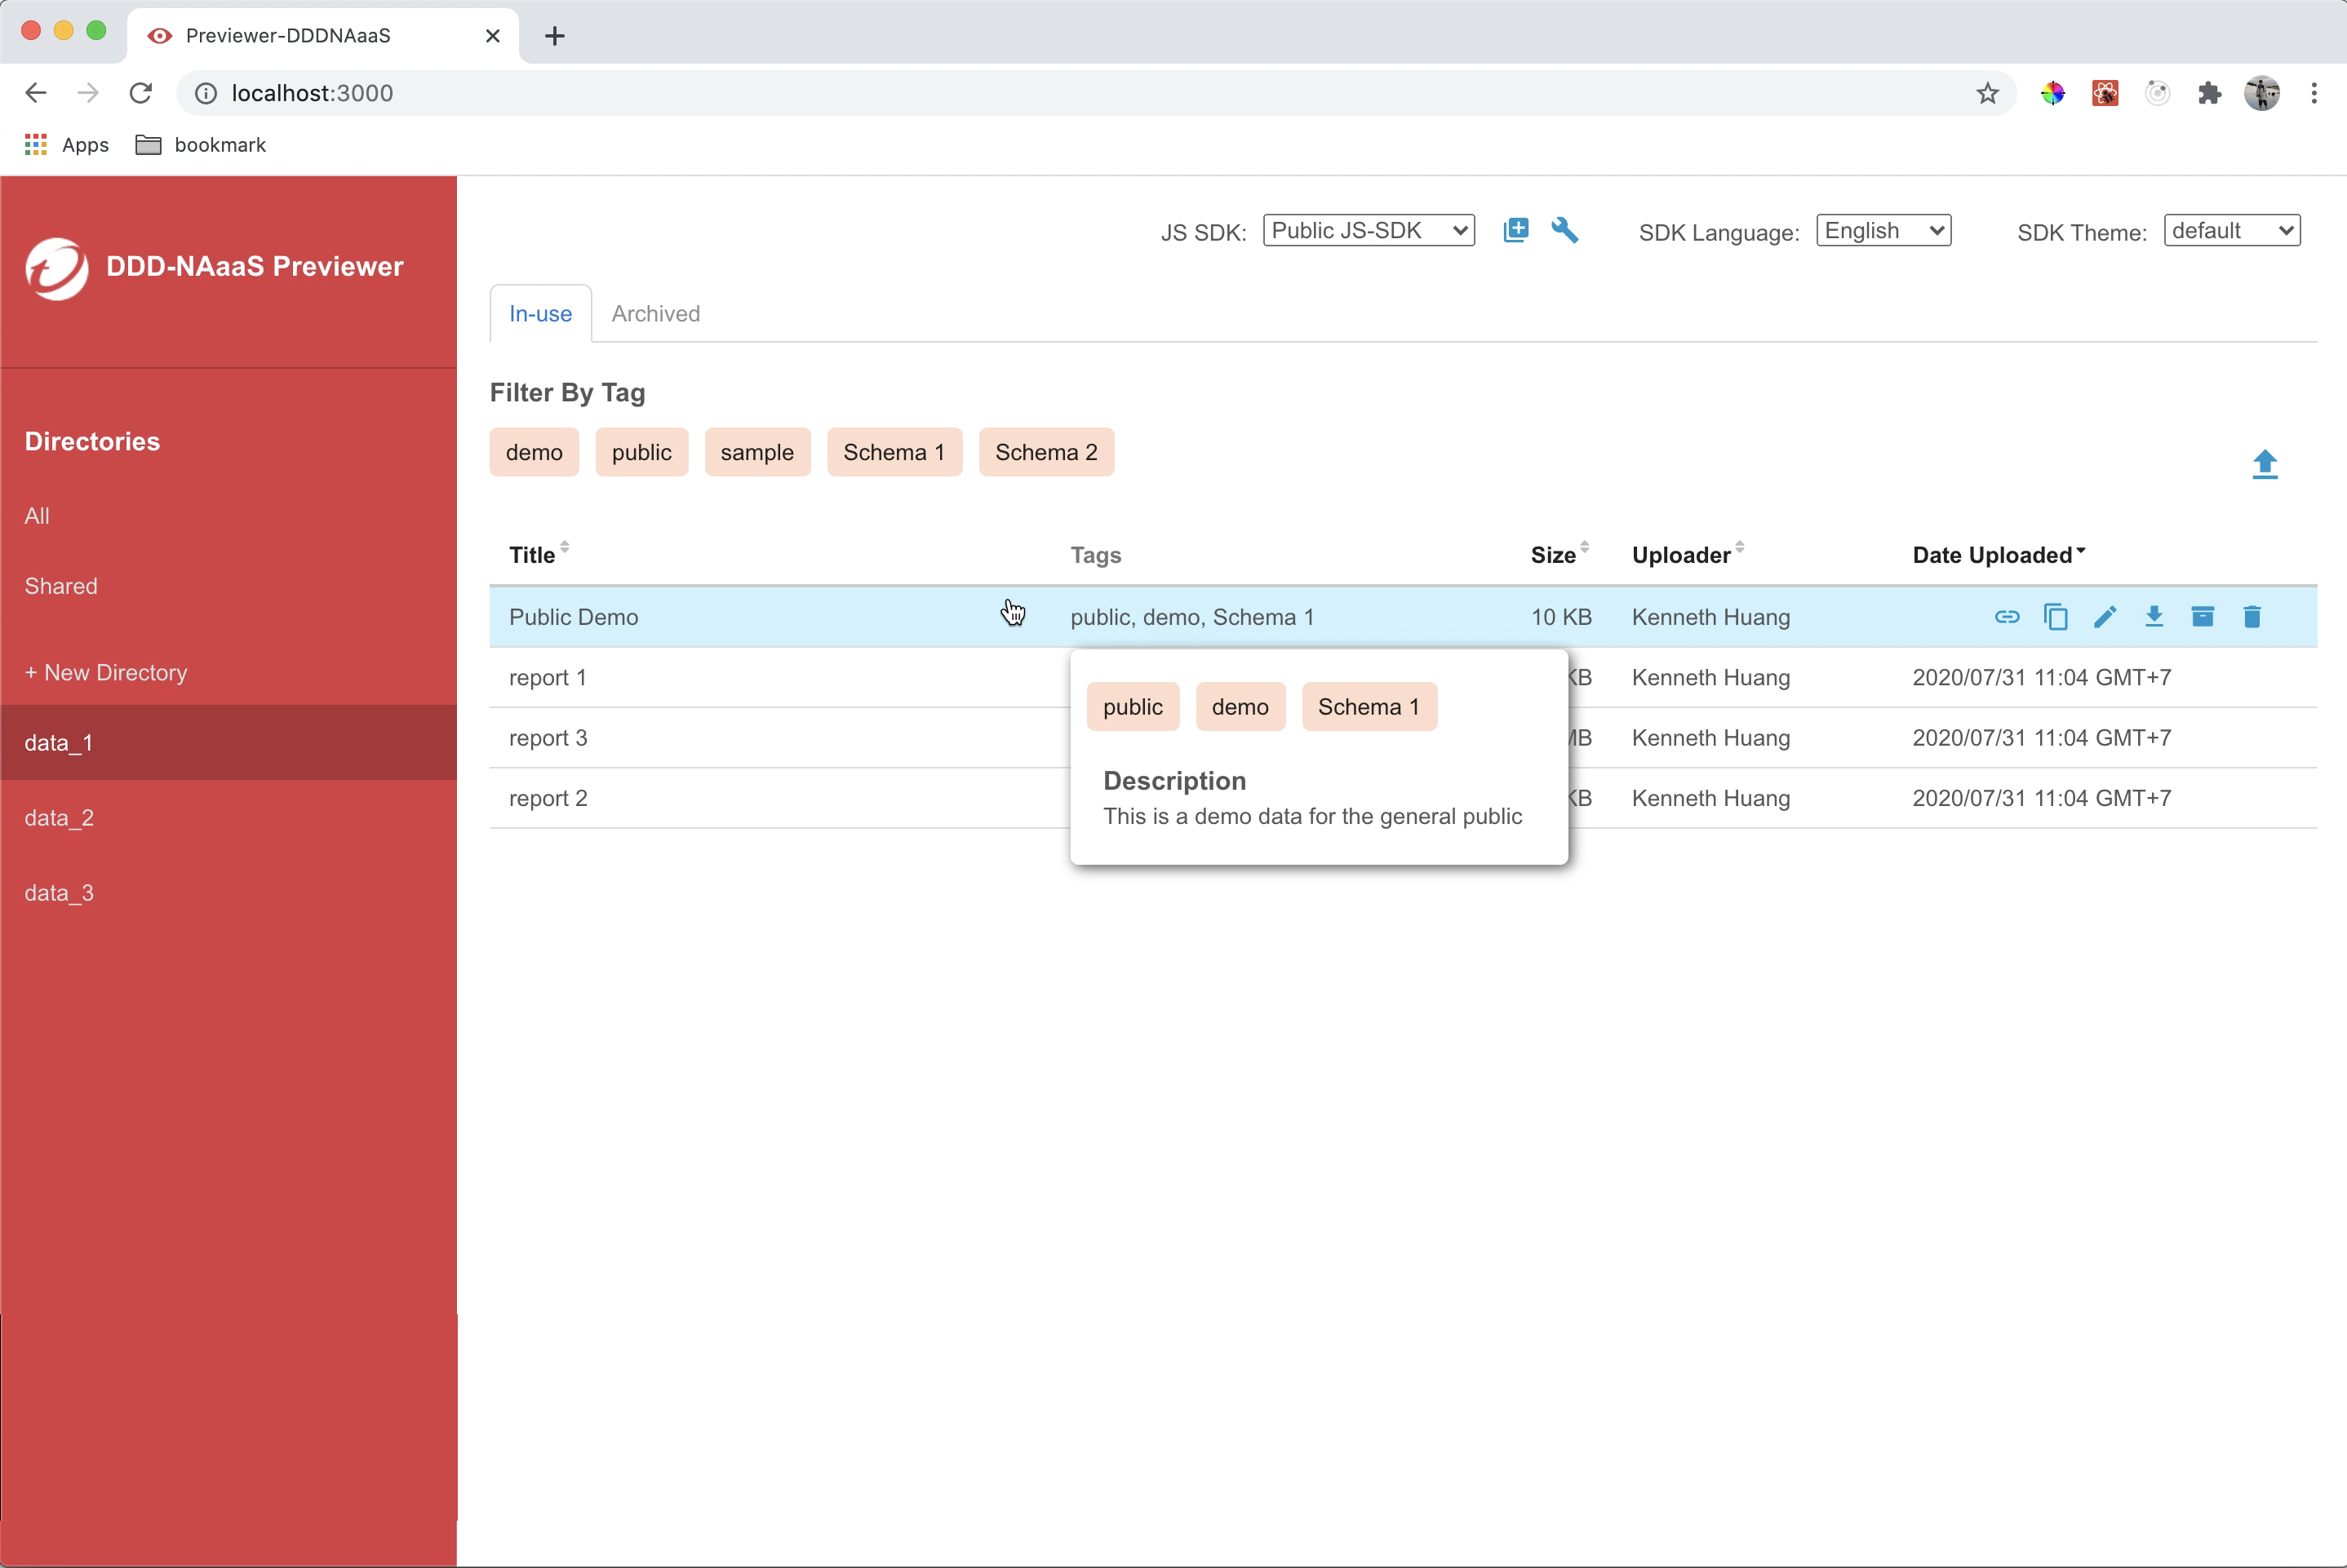 Previewer-DDDNAaaS
localhost:3000
Apps bookmark
DDD-NAaaS Previewer
Directories
All
Shared
+ New Directory
data_1
data_2
data_3
JS SDK: Public JS-SDK SDK Language: English SDK Theme: default
In-use Archived
Filter By Tag
demo public sample Schema 1 Schema 2
Title Tags Size Uploader Date Uploaded
Public Demo public, demo, Schema 1 10 KB Kenneth Huang
report 1 KB Kenneth Huang 2020/07/31 11:04 GMT+7
report 3 MB Kenneth Huang 2020/07/31 11:04 GMT+7
report 2 KB Kenneth Huang 2020/07/31 11:04 GMT+7
public demo Schema 1
Description
This is a demo data for the general public